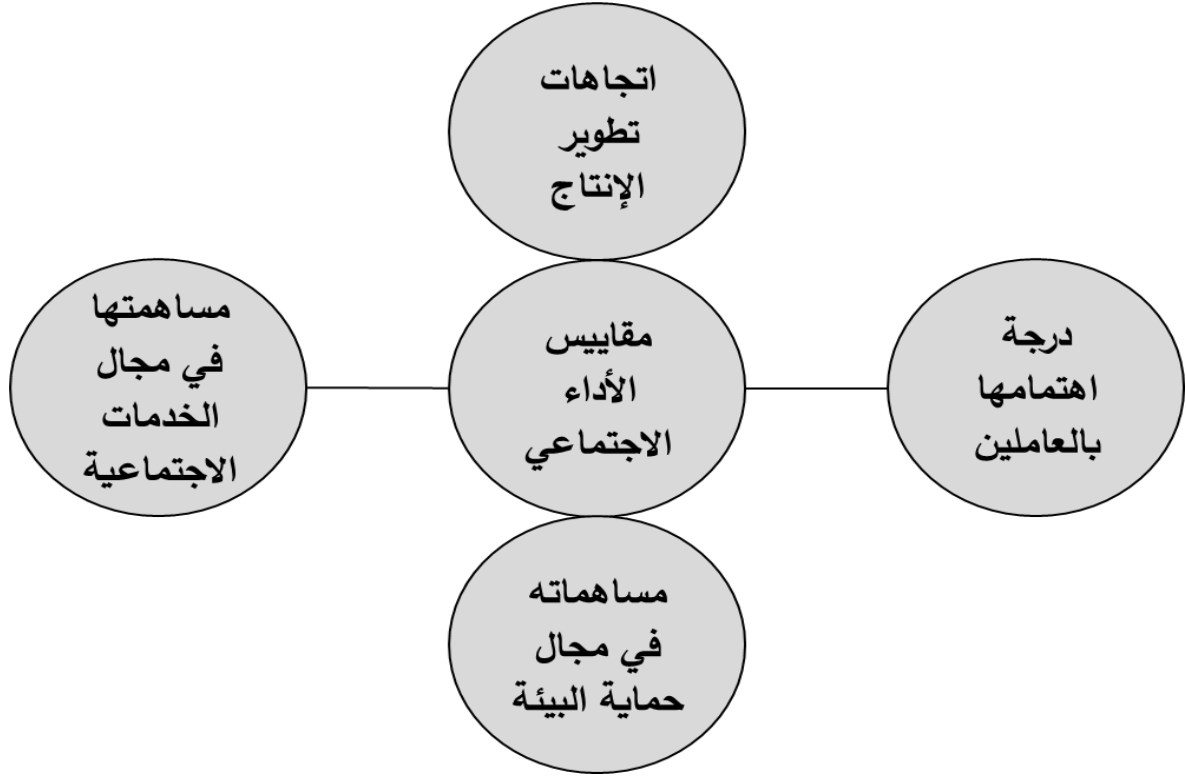 اتجاهات
تطوير
الإنتاج
درجة
اهتمامها
بالعاملين
مقاييس
الأداء
الاجتماعي
مساهمتها
في مجال
الخدمات
الاجتماعية
مساهماته
في مجال
حماية البيئة